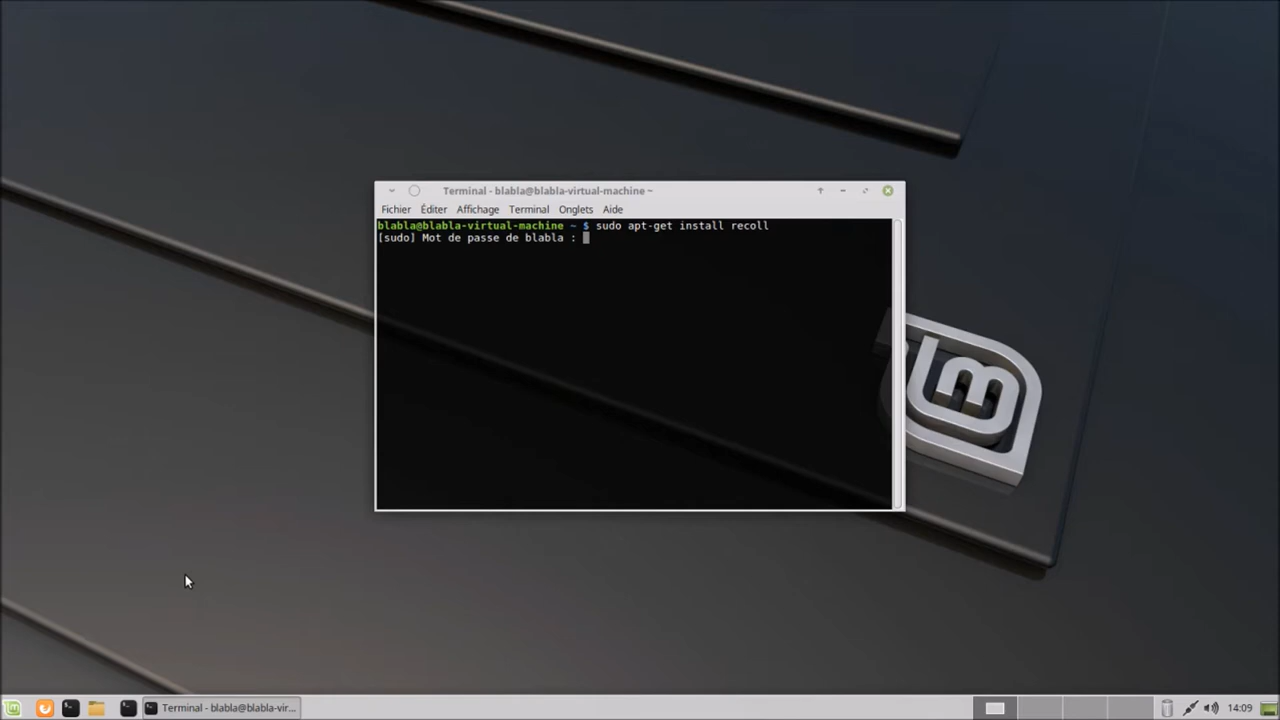 Terminal - blabla@blabla-virtual-machine ~
Fichier Éditer Affichage Terminal Onglets Aide
blabla@blabla-virtual-machine ~ $ sudo apt-get install recoll
[sudo] Mot de passe de blabla :
Terminal - blabla@blabla-vir...
14:09